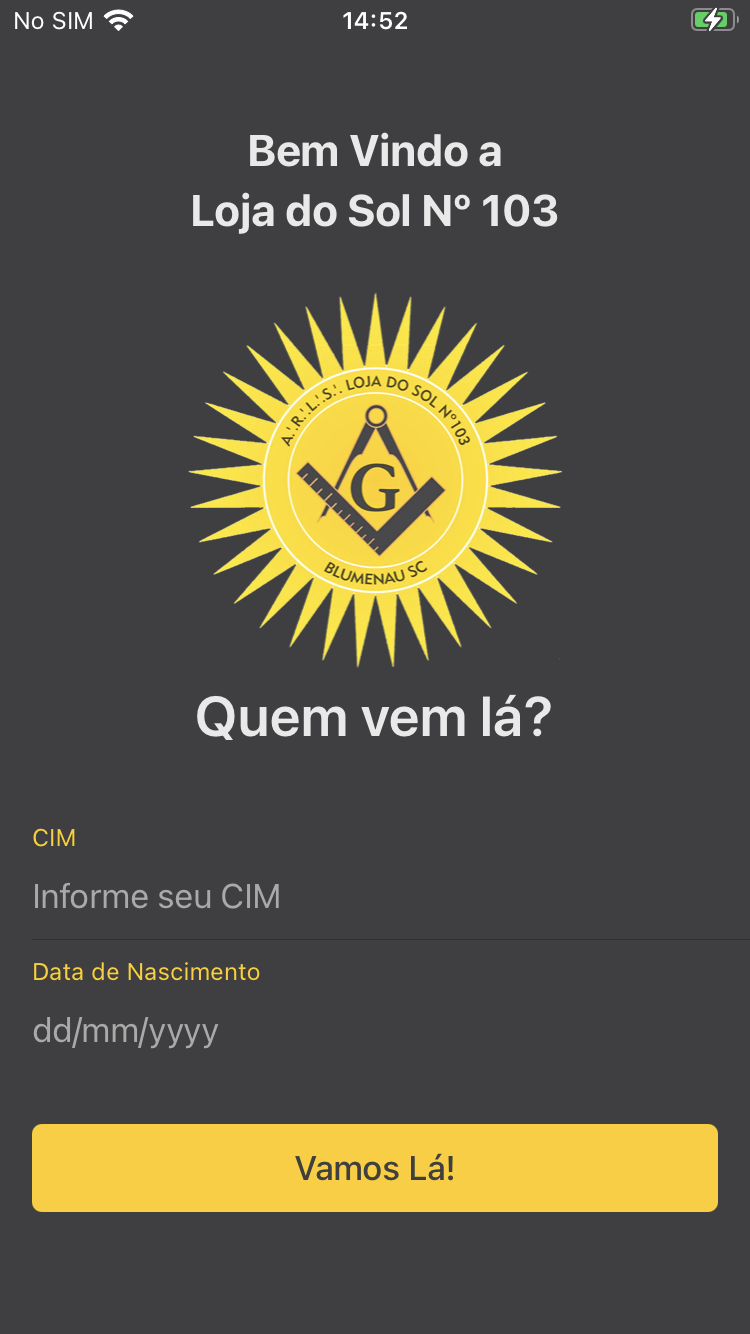 No SIM 14:52
Bem Vindo a
Loja do Sol Nº 103
A∴R∴L∴S∴ LOJA DO SOL Nº103
G
BLUMENAU SC
Quem vem lá?
CIM
Informe seu CIM
Data de Nascimento
dd/mm/yyyy
Vamos Lá!